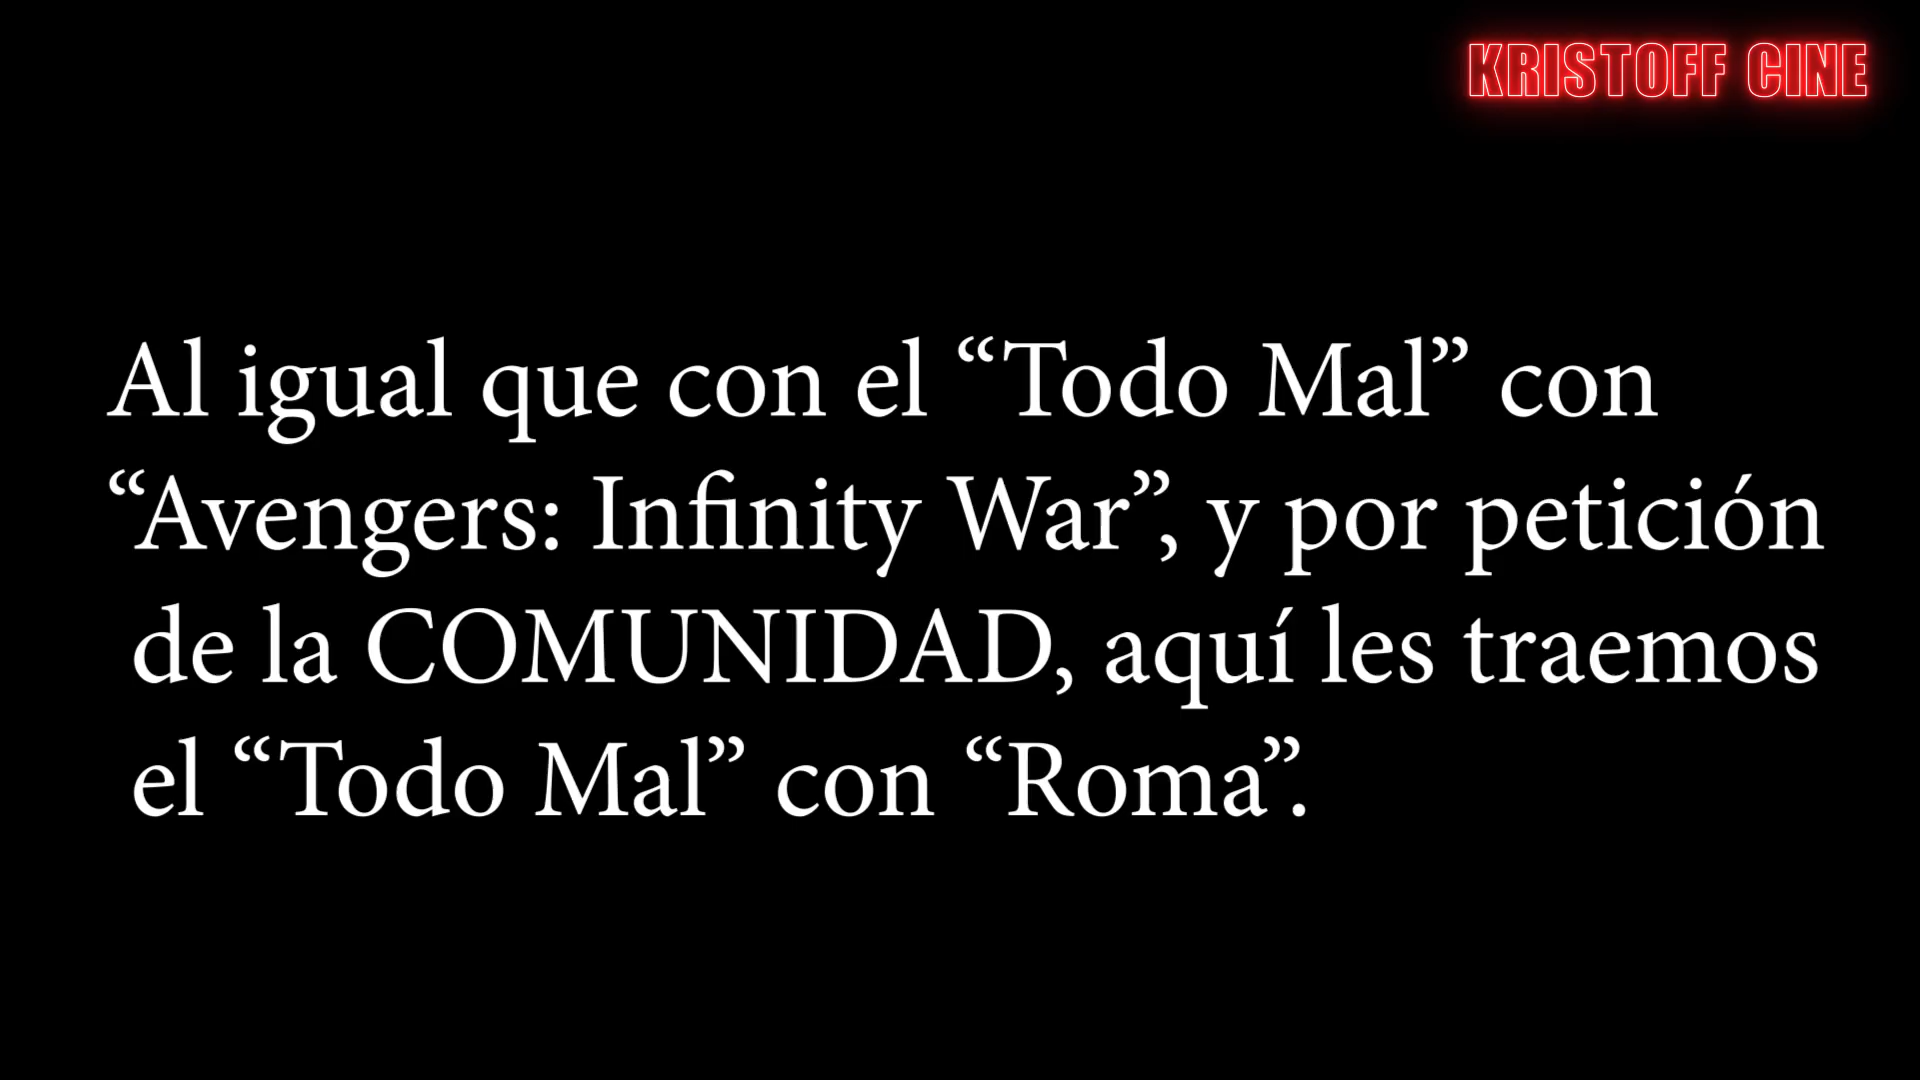 KRISTOFF CINE
Al igual que con el “Todo Mal” con
“Avengers: Infinity War”, y por petición
de la COMUNIDAD, aquí les traemos
el “Todo Mal” con “Roma”.